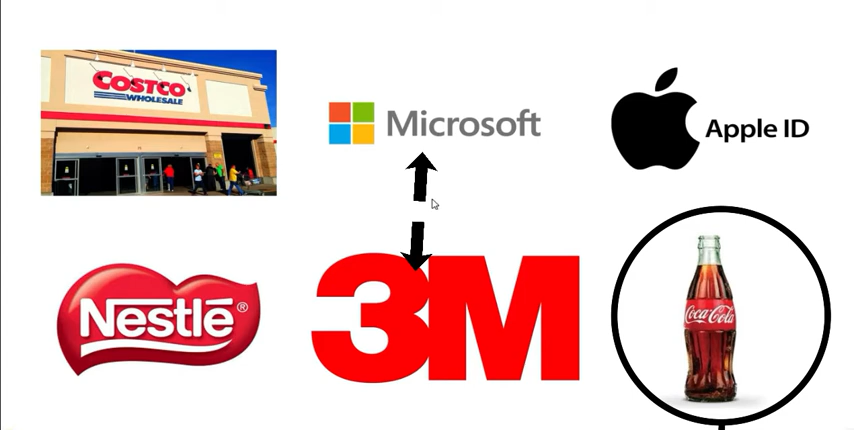 COSTCO
WHOLESALE
Microsoft
Apple ID
Nestlé®
3M
Coca-Cola